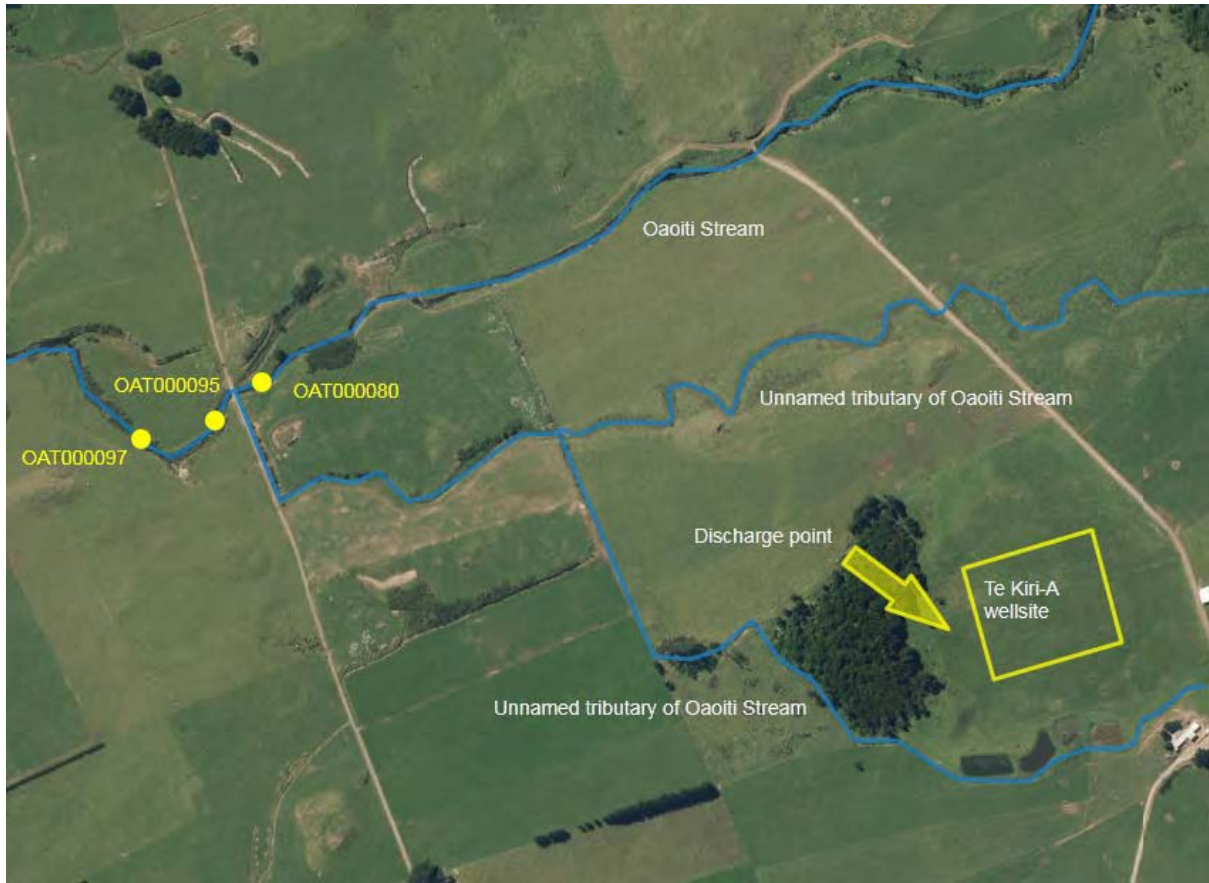 Oaoiti Stream
OAT000095
OAT000080
Unnamed tributary of Oaoiti Stream
OAT000097
Discharge point
Te Kiri-A
wellsite
Unnamed tributary of Oaoiti Stream